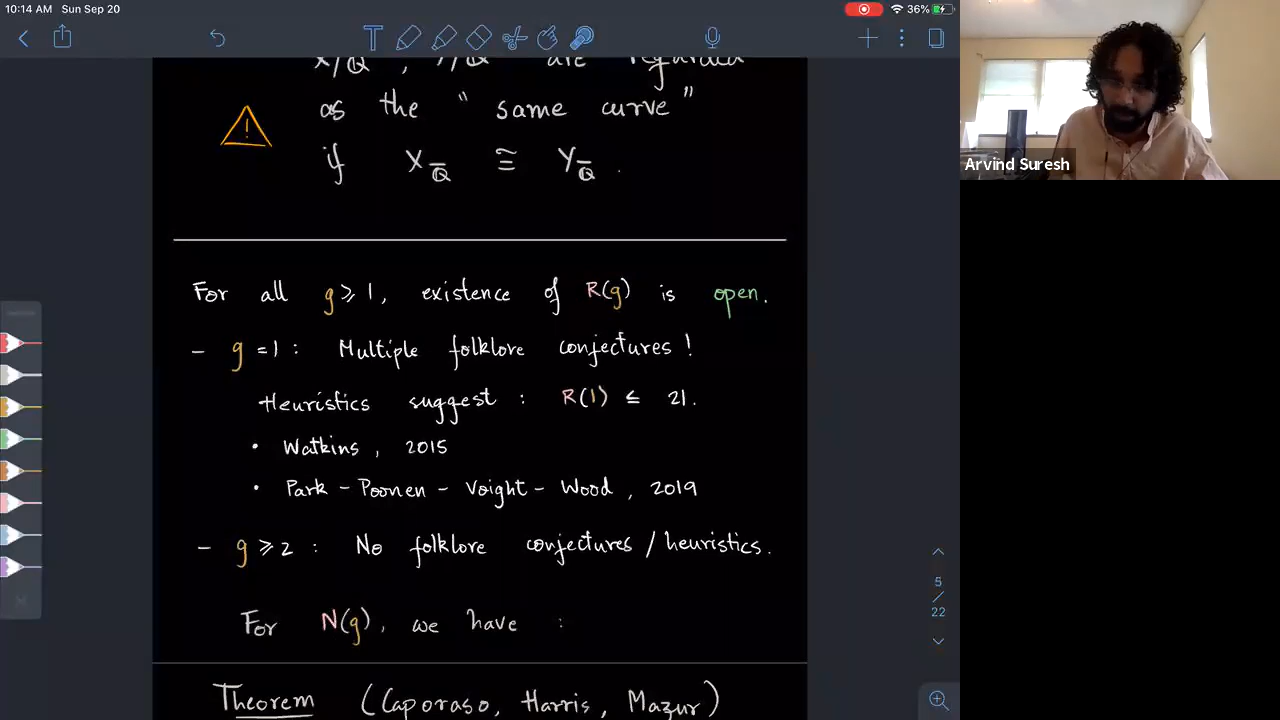 10:14 AM Sun Sep 20
36%
X/ℚ, Y/ℚ are regarded
as the "same curve"
if X_ℚ̅ ≅ Y_ℚ̅ .
Arvind Suresh
For all g ⩾ 1, existence of R(g) is open.
- g = 1 : Multiple folklore conjectures !
Heuristics suggest : R(1) ≤ 21.
• Watkins, 2015
• Park - Poonen - Voight - Wood, 2019
- g ⩾ 2 : No folklore conjectures / heuristics.
For N(g), we have :
Theorem (Caporaso, Harris, Mazur)
5
/
22